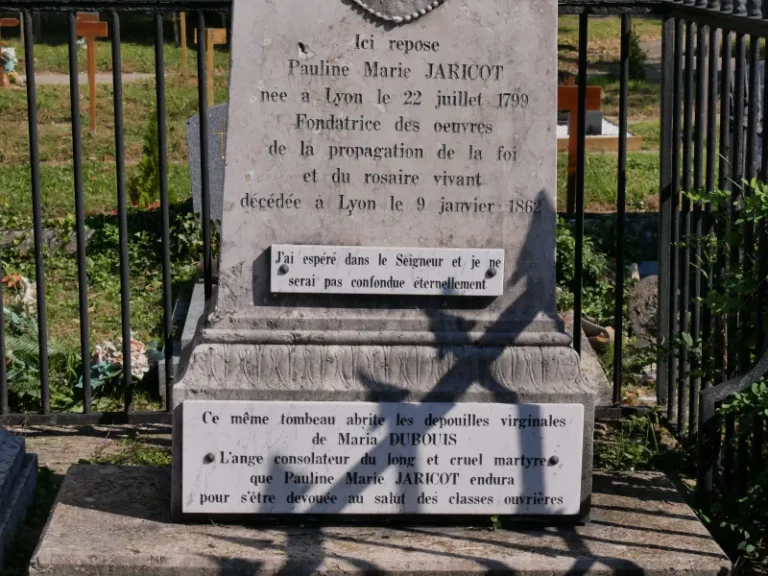 Ici repose
Pauline Marie JARICOT
nee a Lyon le 22 juillet 1799
Fondatrice des oeuvres
de la propagation de la foi
et du rosaire vivant
décédée à Lyon le 9 janvier 1862
J'ai espéré dans le Seigneur et je ne
serai pas confondue éternellement
Ce même tombeau abrite les depouilles virginales
de Maria DUBOUIS
L'ange consolateur du long et cruel martyre
que Pauline Marie JARICOT endura
pour s'être devouée au salut des classes ouvrières